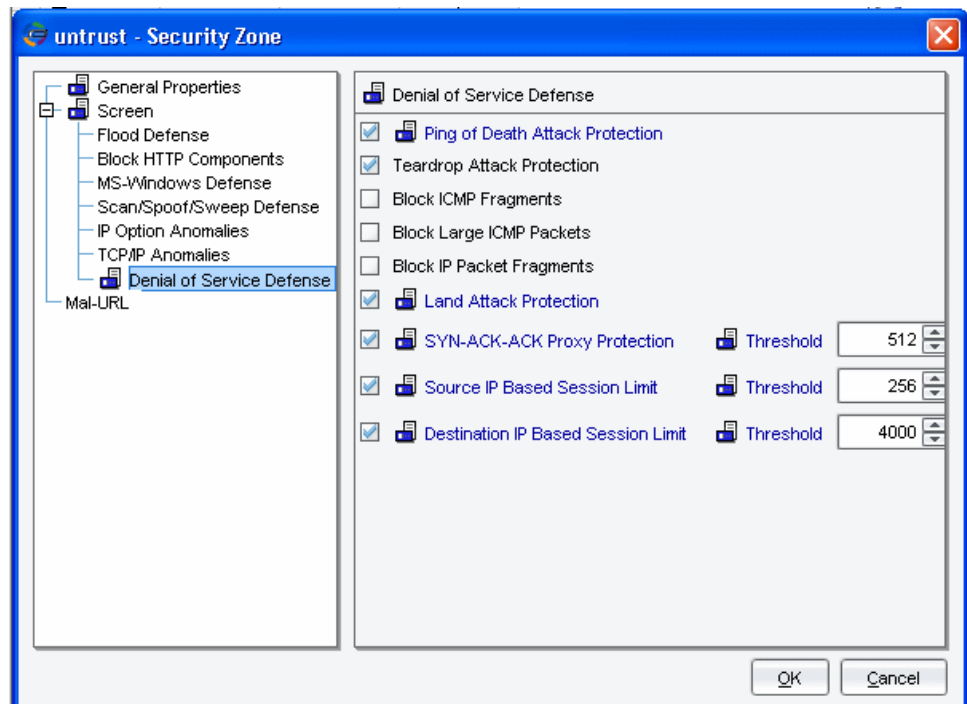 untrust - Security Zone
General Properties
Screen
Flood Defense
Block HTTP Components
MS-Windows Defense
Scan/Spoof/Sweep Defense
IP Option Anomalies
TCP/IP Anomalies
Denial of Service Defense
Mal-URL
Denial of Service Defense
Ping of Death Attack Protection
Teardrop Attack Protection
Block ICMP Fragments
Block Large ICMP Packets
Block IP Packet Fragments
Land Attack Protection
SYN-ACK-ACK Proxy Protection Threshold 512
Source IP Based Session Limit Threshold 256
Destination IP Based Session Limit Threshold 4000
OK Cancel